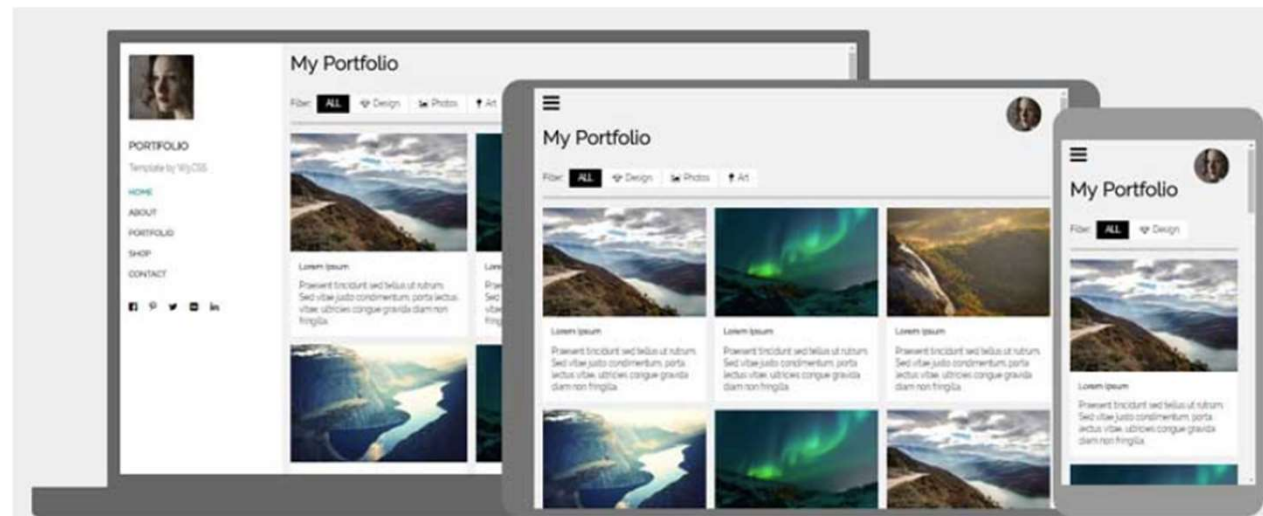 My Portfolio
Filter: ALL Design Photos Art
PORTFOLIO
Template by W3.CSS
HOME
ABOUT
PORTFOLIO
SHOP
CONTACT
Lorem Ipsum
Praesent tincidunt sed tellus ut rutrum.
Sed vitae justo condimentum, porta lectus
vitae, ultricies congue gravida diam non
fringilla.
My Portfolio
Filter: ALL Design Photos Art
Lorem Ipsum
Praesent tincidunt sed tellus ut rutrum.
Sed vitae justo condimentum, porta
lectus vitae, ultricies congue gravida
diam non fringilla.
Lorem Ipsum
Praesent tincidunt sed tellus ut rutrum.
Sed vitae justo condimentum, porta
lectus vitae, ultricies congue gravida
diam non fringilla.
Lorem Ipsum
Praesent tincidunt sed tellus ut rutrum.
Sed vitae justo condimentum, porta
lectus vitae, ultricies congue gravida
diam non fringilla.
My Portfolio
Filter: ALL Design
Lorem Ipsum
Praesent tincidunt sed tellus ut rutrum.
Sed vitae justo condimentum, porta
lectus vitae, ultricies congue gravida
diam non fringilla.